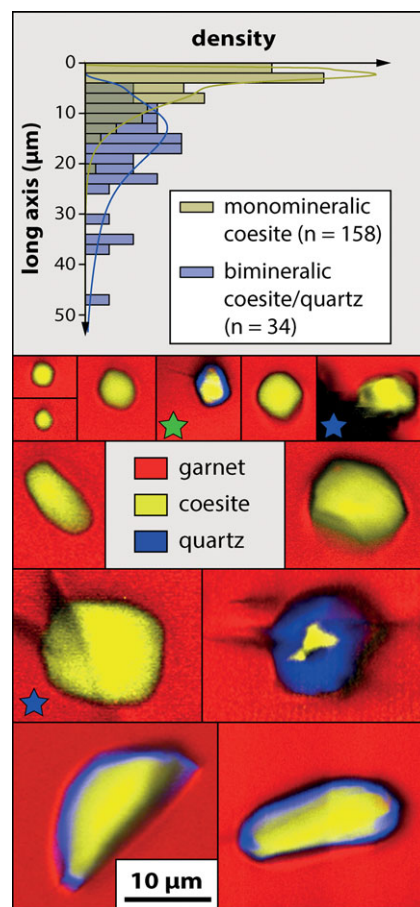 density
long axis (μm)
0
10
20
30
40
50
monomineralic
coesite (n = 158)
bimineralic
coesite/quartz
(n = 34)
garnet
coesite
quartz
10 μm